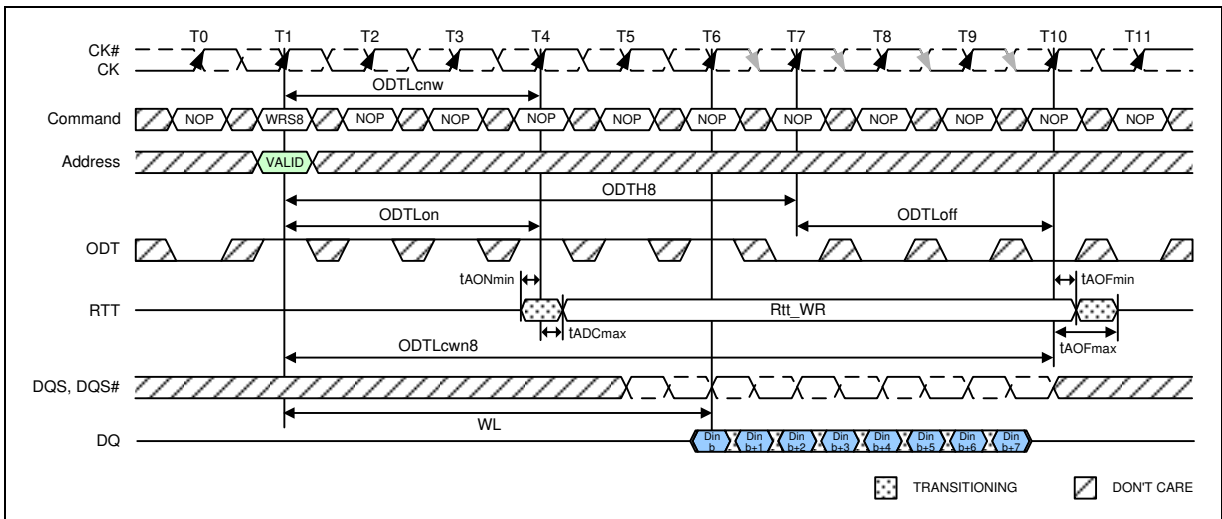 T0 T1 T2 T3 T4 T5 T6 T7 T8 T9 T10 T11
CK#
CK
ODTLcnw
Command NOP WRS8 NOP NOP NOP NOP NOP NOP NOP NOP NOP NOP
Address VALID
ODTH8
ODTLon ODTLoff
ODT
tAONmin tAOFmin
RTT Rtt_WR
tADCmax tAOFmax
ODTLcwn8
DQS, DQS#
WL
DQ Din b Din b+1 Din b+2 Din b+3 Din b+4 Din b+5 Din b+6 Din b+7
TRANSITIONING DON'T CARE